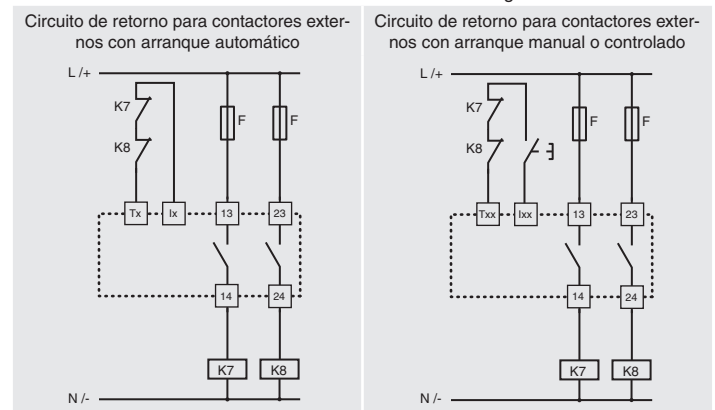 Circuito de retorno para contactores exter-
nos con arranque automático
L /+
K7
K8
F
F
Tx
Ix
13
23
14
24
K7
K8
N /-
Circuito de retorno para contactores exter-
nos con arranque manual o controlado
L /+
K7
K8
F
F
Txx
Ixx
13
23
14
24
K7
K8
N /-